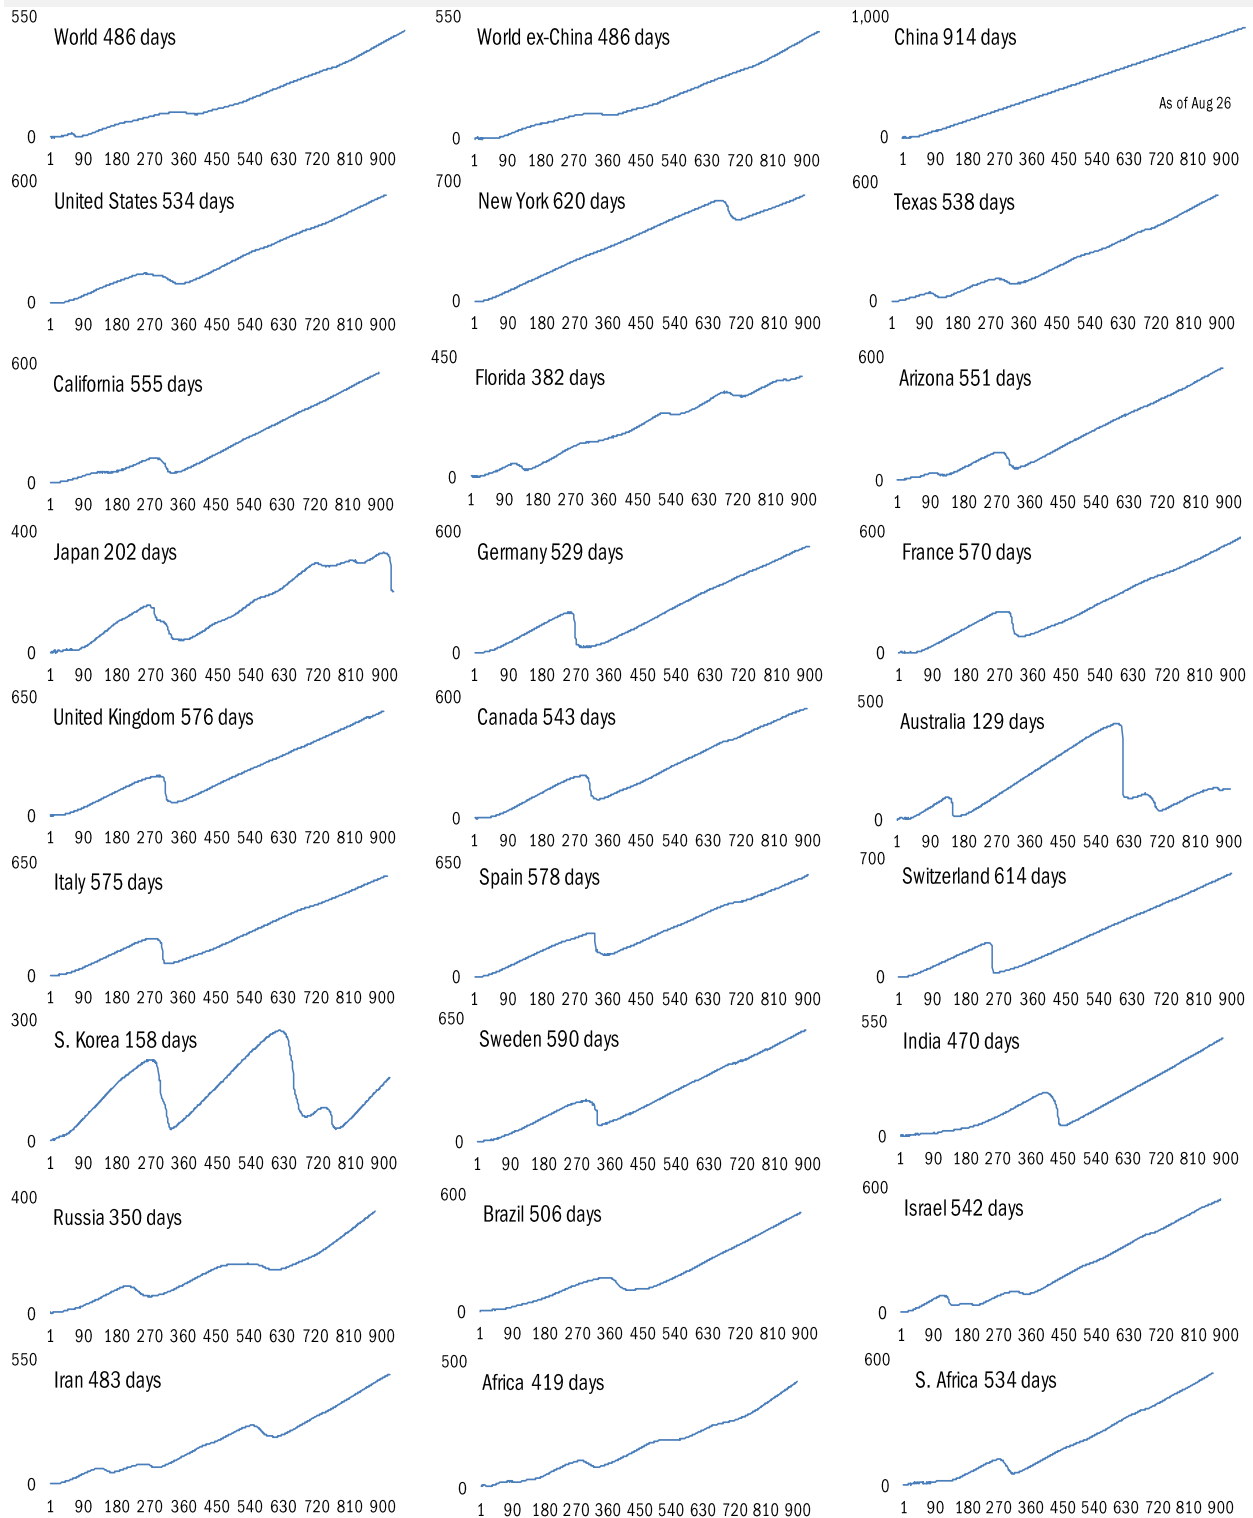 550
World 486 days
0
1 90 180 270 360 450 540 630 720 810 900
550
World ex-China 486 days
0
1 90 180 270 360 450 540 630 720 810 900
1,000
China 914 days
As of Aug 26
0
1 90 180 270 360 450 540 630 720 810 900
600
United States 534 days
0
1 90 180 270 360 450 540 630 720 810 900
700
New York 620 days
0
1 90 180 270 360 450 540 630 720 810 900
600
Texas 538 days
0
1 90 180 270 360 450 540 630 720 810 900
600
California 555 days
0
1 90 180 270 360 450 540 630 720 810 900
450
Florida 382 days
0
1 90 180 270 360 450 540 630 720 810 900
600
Arizona 551 days
0
1 90 180 270 360 450 540 630 720 810 900
400
Japan 202 days
0
1 90 180 270 360 450 540 630 720 810 900
600
Germany 529 days
0
1 90 180 270 360 450 540 630 720 810 900
600
France 570 days
0
1 90 180 270 360 450 540 630 720 810 900
650
United Kingdom 576 days
0
1 90 180 270 360 450 540 630 720 810 900
600
Canada 543 days
0
1 90 180 270 360 450 540 630 720 810 900
500
Australia 129 days
0
1 90 180 270 360 450 540 630 720 810 900
650
Italy 575 days
0
1 90 180 270 360 450 540 630 720 810 900
650
Spain 578 days
0
1 90 180 270 360 450 540 630 720 810 900
700
Switzerland 614 days
0
1 90 180 270 360 450 540 630 720 810 900
300
S. Korea 158 days
0
1 90 180 270 360 450 540 630 720 810 900
650
Sweden 590 days
0
1 90 180 270 360 450 540 630 720 810 900
550
India 470 days
0
1 90 180 270 360 450 540 630 720 810 900
400
Russia 350 days
0
1 90 180 270 360 450 540 630 720 810 900
600
Brazil 506 days
0
1 90 180 270 360 450 540 630 720 810 900
600
Israel 542 days
0
1 90 180 270 360 450 540 630 720 810 900
550
Iran 483 days
0
1 90 180 270 360 450 540 630 720 810 900
500
Africa 419 days
0
1 90 180 270 360 450 540 630 720 810 900
600
S. Africa 534 days
0
1 90 180 270 360 450 540 630 720 810 900